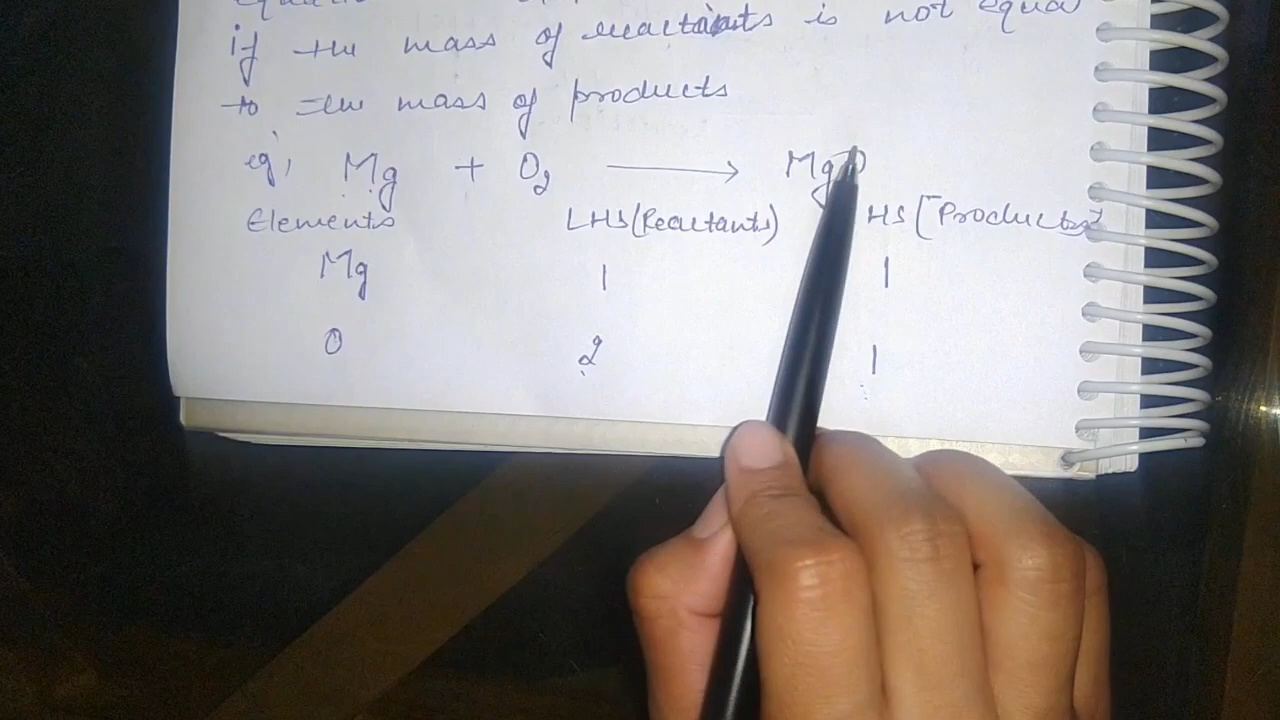 if the mass of reactants is not equal
to the mass of products
eg, Mg + O2 → MgO
Elements LHS(Reactants) HS [Products]
Mg 1 1
O 2 1